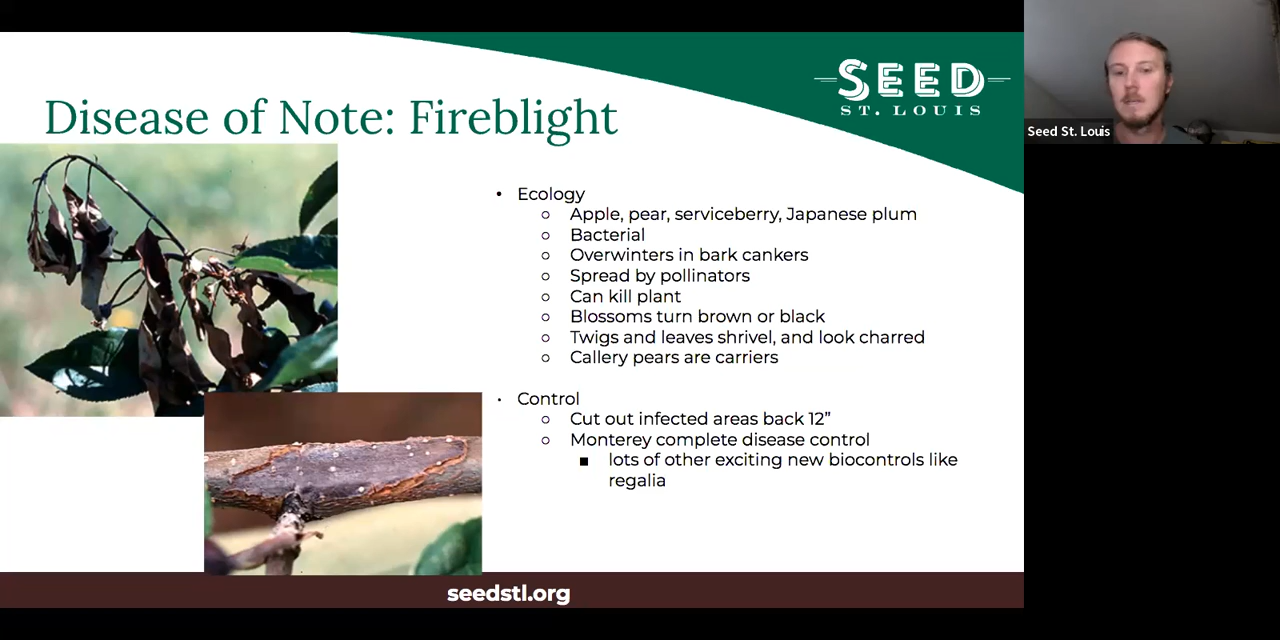 SEED
ST. LOUIS
Seed St. Louis
Disease of Note: Fireblight
• Ecology
○ Apple, pear, serviceberry, Japanese plum
○ Bacterial
○ Overwinters in bark cankers
○ Spread by pollinators
○ Can kill plant
○ Blossoms turn brown or black
○ Twigs and leaves shrivel, and look charred
○ Callery pears are carriers
• Control
○ Cut out infected areas back 12”
○ Monterey complete disease control
■ lots of other exciting new biocontrols like
regalia
seedstl.org